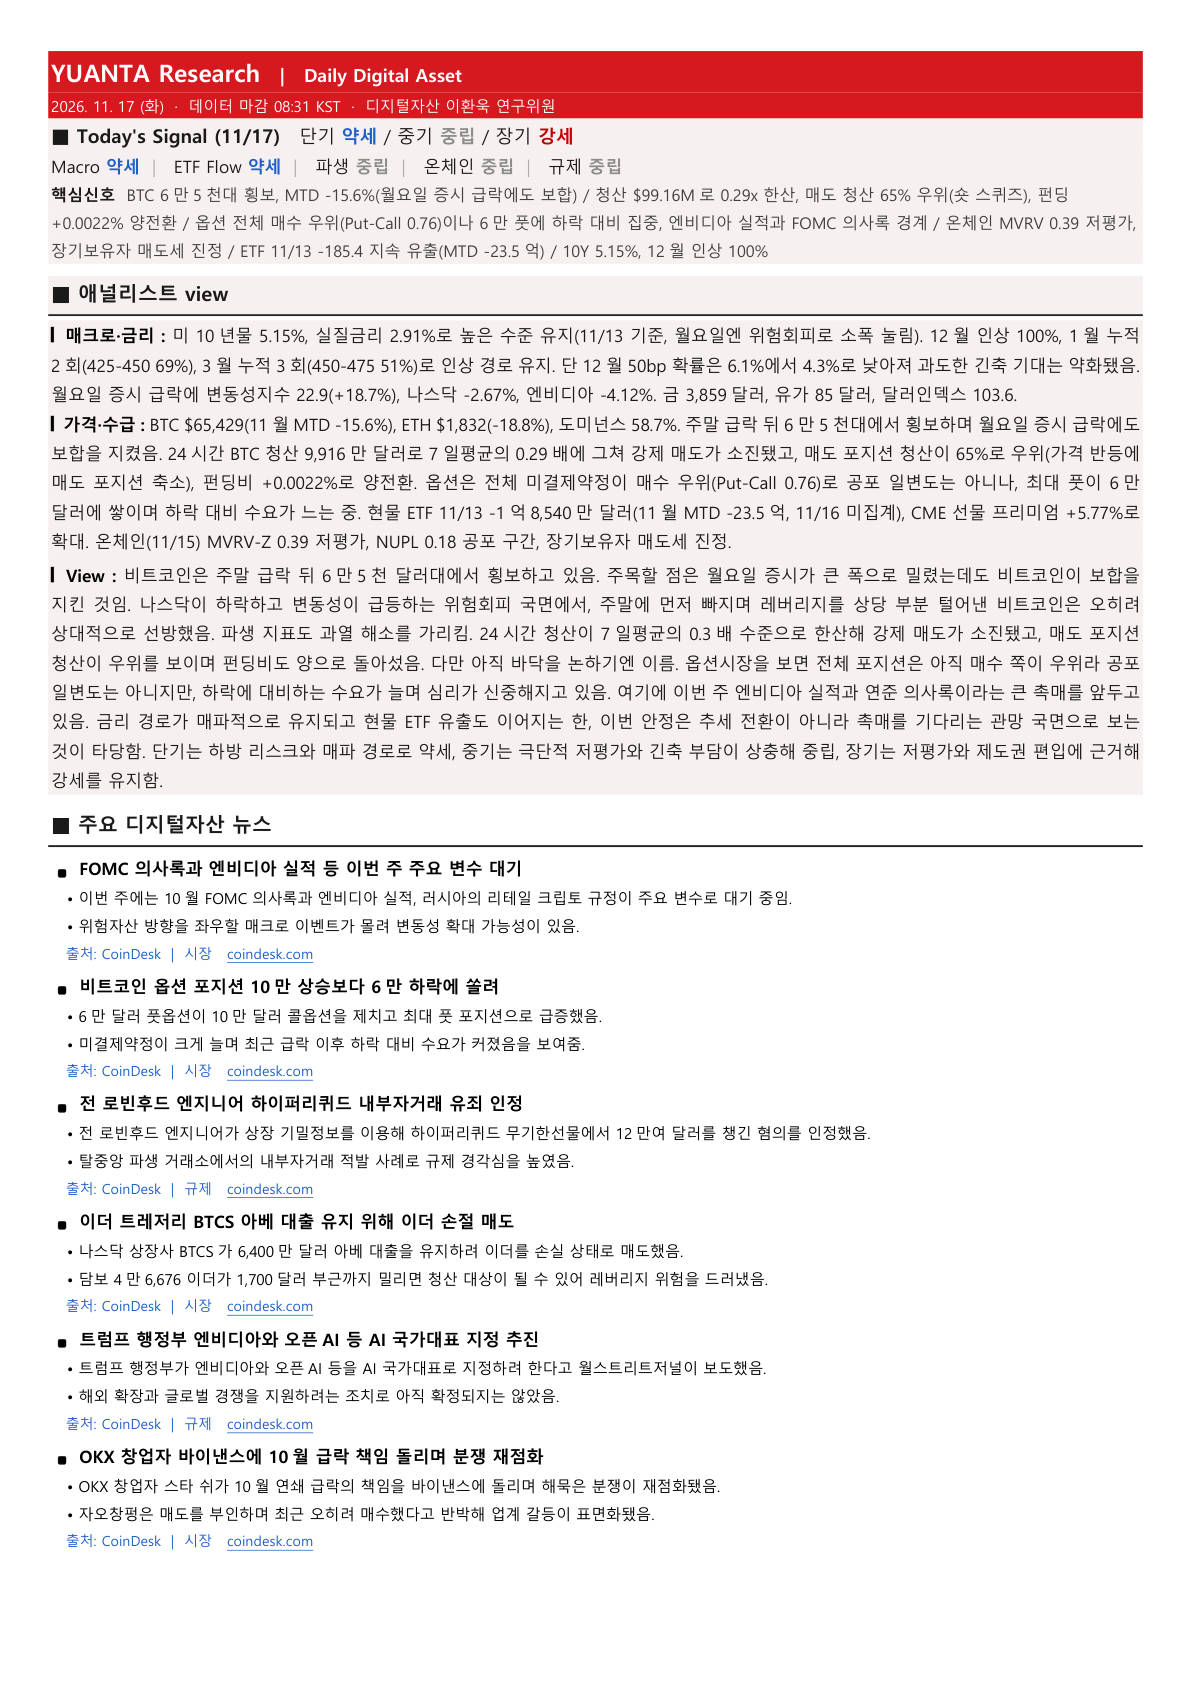 YUANTA Research | Daily Digital Asset
2026. 11. 17 (화) · 데이터 마감 08:31 KST · 디지털자산 이환욱 연구위원
■ Today's Signal (11/17) 단기 약세 / 중기 중립 / 장기 강세
Macro 약세 | ETF Flow 약세 | 파생 중립 | 온체인 중립 | 규제 중립
핵심신호 BTC 6만 5천대 횡보, MTD -15.6%(월요일 증시 급락에도 보합) / 청산 $99.16M로 0.29x 한산, 매도 청산 65% 우위(숏 스퀴즈), 펀딩
+0.0022% 양전환 / 옵션 전체 매수 우위(Put-Call 0.76)이나 6만 풋에 하락 대비 집중, 엔비디아 실적과 FOMC 의사록 경계 / 온체인 MVRV 0.39 저평가,
장기보유자 매도세 진정 / ETF 11/13 -185.4 지속 유출(MTD -23.5억) / 10Y 5.15%, 12월 인상 100%
■ 애널리스트 view
▎매크로·금리 : 미 10년물 5.15%, 실질금리 2.91%로 높은 수준 유지(11/13 기준, 월요일엔 위험회피로 소폭 눌림). 12월 인상 100%, 1월 누적
2회(425-450 69%), 3월 누적 3회(450-475 51%)로 인상 경로 유지. 단 12월 50bp 확률은 6.1%에서 4.3%로 낮아져 과도한 긴축 기대는 약화됐음.
월요일 증시 급락에 변동성지수 22.9(+18.7%), 나스닥 -2.67%, 엔비디아 -4.12%. 금 3,859달러, 유가 85달러, 달러인덱스 103.6.
▎가격·수급 : BTC $65,429(11월 MTD -15.6%), ETH $1,832(-18.8%), 도미넌스 58.7%. 주말 급락 뒤 6만 5천대에서 횡보하며 월요일 증시 급락에도
보합을 지켰음. 24시간 BTC 청산 9,916만 달러로 7일평균의 0.29배에 그쳐 강제 매도가 소진됐고, 매도 포지션 청산이 65%로 우위(가격 반등에
매도 포지션 축소), 펀딩비 +0.0022%로 양전환. 옵션은 전체 미결제약정이 매수 우위(Put-Call 0.76)로 공포 일변도는 아니나, 최대 풋이 6만
달러에 쌓이며 하락 대비 수요가 느는 중. 현물 ETF 11/13 -1억 8,540만 달러(11월 MTD -23.5억, 11/16 미집계), CME 선물 프리미엄 +5.77%로
확대. 온체인(11/15) MVRV-Z 0.39 저평가, NUPL 0.18 공포 구간, 장기보유자 매도세 진정.
▎View : 비트코인은 주말 급락 뒤 6만 5천 달러대에서 횡보하고 있음. 주목할 점은 월요일 증시가 큰 폭으로 밀렸는데도 비트코인이 보합을
지킨 것임. 나스닥이 하락하고 변동성이 급등하는 위험회피 국면에서, 주말에 먼저 빠지며 레버리지를 상당 부분 털어낸 비트코인은 오히려
상대적으로 선방했음. 파생 지표도 과열 해소를 가리킴. 24시간 청산이 7일평균의 0.3배 수준으로 한산해 강제 매도가 소진됐고, 매도 포지션
청산이 우위를 보이며 펀딩비도 양으로 돌아섰음. 다만 아직 바닥을 논하기엔 이름. 옵션시장을 보면 전체 포지션은 아직 매수 쪽이 우위라 공포
일변도는 아니지만, 하락에 대비하는 수요가 늘며 심리가 신중해지고 있음. 여기에 이번 주 엔비디아 실적과 연준 의사록이라는 큰 촉매를 앞두고
있음. 금리 경로가 매파적으로 유지되고 현물 ETF 유출도 이어지는 한, 이번 안정은 추세 전환이 아니라 촉매를 기다리는 관망 국면으로 보는
것이 타당함. 단기는 하방 리스크와 매파 경로로 약세, 중기는 극단적 저평가와 긴축 부담이 상충해 중립, 장기는 저평가와 제도권 편입에 근거해
강세를 유지함.
■ 주요 디지털자산 뉴스
■ FOMC 의사록과 엔비디아 실적 등 이번 주 주요 변수 대기
• 이번 주에는 10월 FOMC 의사록과 엔비디아 실적, 러시아의 리테일 크립토 규정이 주요 변수로 대기 중임.
• 위험자산 방향을 좌우할 매크로 이벤트가 몰려 변동성 확대 가능성이 있음.
출처: CoinDesk | 시장 coindesk.com
■ 비트코인 옵션 포지션 10만 상승보다 6만 하락에 쏠려
• 6만 달러 풋옵션이 10만 달러 콜옵션을 제치고 최대 풋 포지션으로 급증했음.
• 미결제약정이 크게 늘며 최근 급락 이후 하락 대비 수요가 커졌음을 보여줌.
출처: CoinDesk | 시장 coindesk.com
■ 전 로빈후드 엔지니어 하이퍼리퀴드 내부자거래 유죄 인정
• 전 로빈후드 엔지니어가 상장 기밀정보를 이용해 하이퍼리퀴드 무기한선물에서 12만여 달러를 챙긴 혐의를 인정했음.
• 탈중앙 파생 거래소에서의 내부자거래 적발 사례로 규제 경각심을 높였음.
출처: CoinDesk | 규제 coindesk.com
■ 이더 트레저리 BTCS 아베 대출 유지 위해 이더 손절 매도
• 나스닥 상장사 BTCS가 6,400만 달러 아베 대출을 유지하려 이더를 손실 상태로 매도했음.
• 담보 4만 6,676 이더가 1,700달러 부근까지 밀리면 청산 대상이 될 수 있어 레버리지 위험을 드러냈음.
출처: CoinDesk | 시장 coindesk.com
■ 트럼프 행정부 엔비디아와 오픈AI 등 AI 국가대표 지정 추진
• 트럼프 행정부가 엔비디아와 오픈AI 등을 AI 국가대표로 지정하려 한다고 월스트리트저널이 보도했음.
• 해외 확장과 글로벌 경쟁을 지원하려는 조치로 아직 확정되지는 않았음.
출처: CoinDesk | 규제 coindesk.com
■ OKX 창업자 바이낸스에 10월 급락 책임 돌리며 분쟁 재점화
• OKX 창업자 스타 쉬가 10월 연쇄 급락의 책임을 바이낸스에 돌리며 해묵은 분쟁이 재점화됐음.
• 자오창펑은 매도를 부인하며 최근 오히려 매수했다고 반박해 업계 갈등이 표면화됐음.
출처: CoinDesk | 시장 coindesk.com